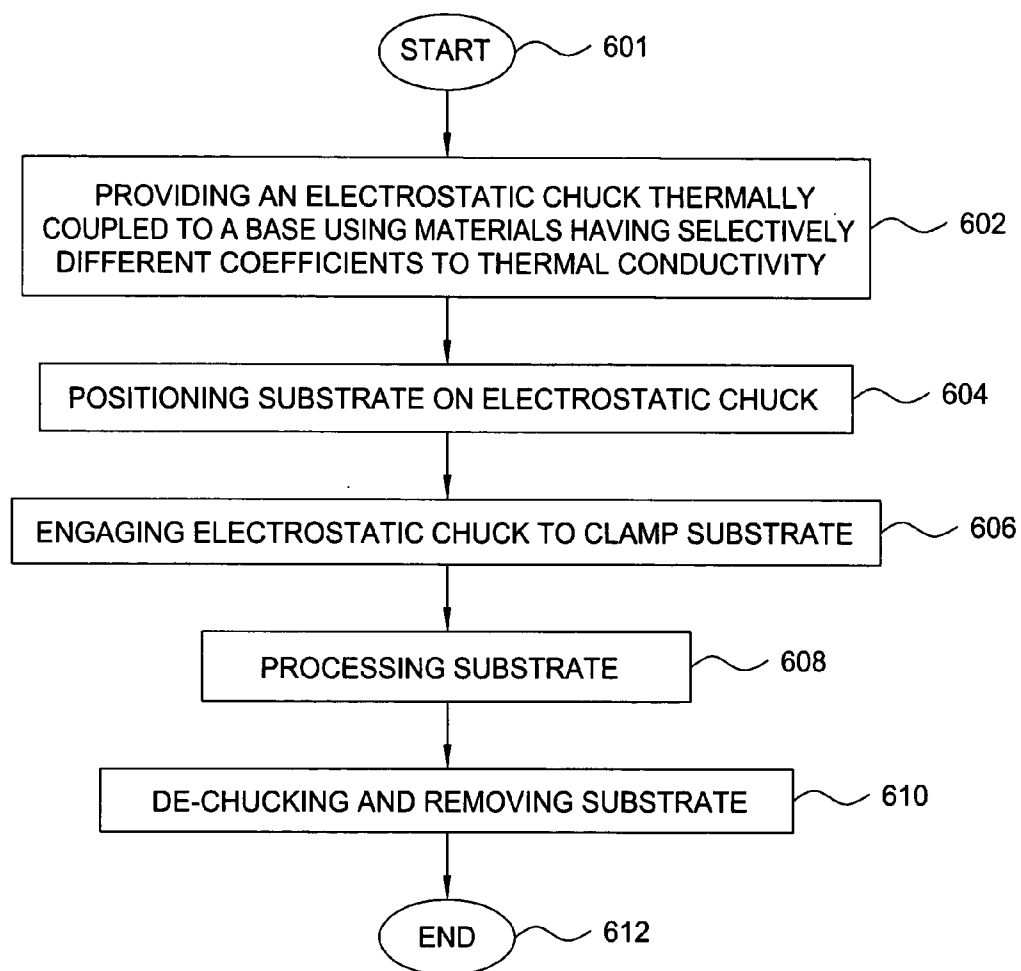 START
601
PROVIDING AN ELECTROSTATIC CHUCK THERMALLY
COUPLED TO A BASE USING MATERIALS HAVING SELECTIVELY
DIFFERENT COEFFICIENTS TO THERMAL CONDUCTIVITY
602
POSITIONING SUBSTRATE ON ELECTROSTATIC CHUCK
604
ENGAGING ELECTROSTATIC CHUCK TO CLAMP SUBSTRATE
606
PROCESSING SUBSTRATE
608
DE-CHUCKING AND REMOVING SUBSTRATE
610
END
612